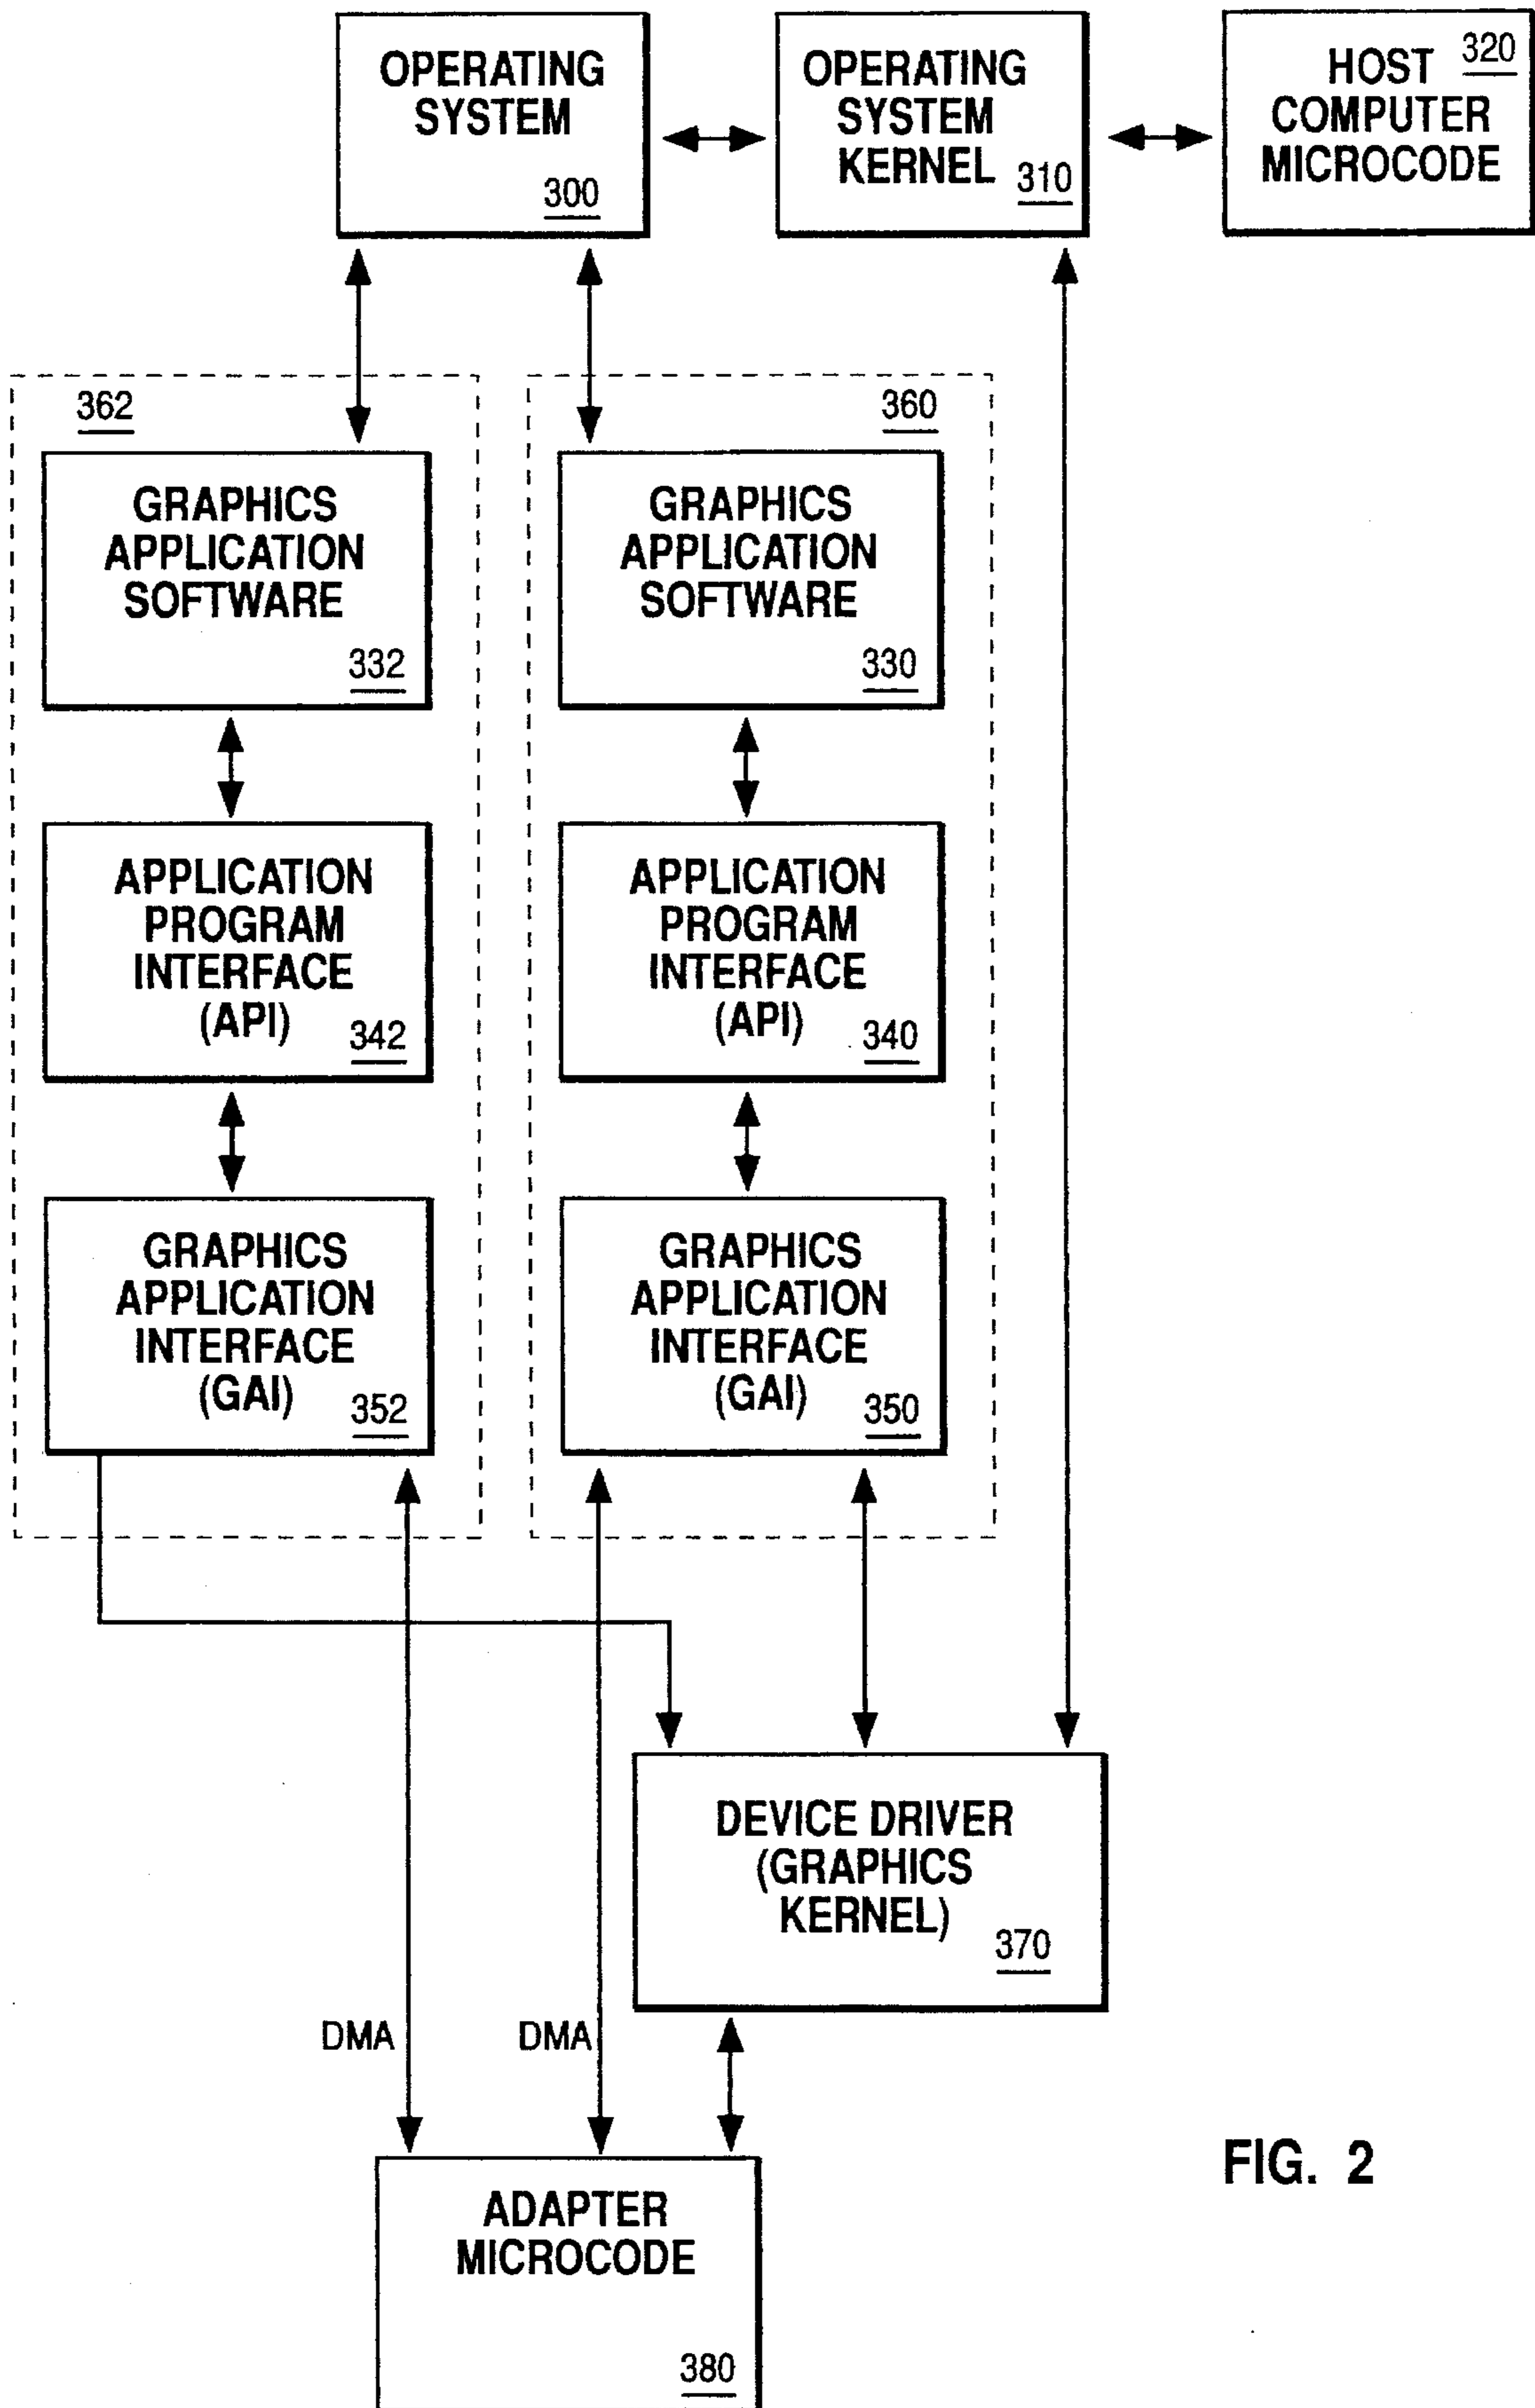 OPERATING
SYSTEM
300
OPERATING
SYSTEM
KERNEL 310
HOST 320
COMPUTER
MICROCODE
362
GRAPHICS
APPLICATION
SOFTWARE
332
360
GRAPHICS
APPLICATION
SOFTWARE
330
APPLICATION
PROGRAM
INTERFACE
(API) 342
APPLICATION
PROGRAM
INTERFACE
(API) 340
GRAPHICS
APPLICATION
INTERFACE
(GAI) 352
GRAPHICS
APPLICATION
INTERFACE
(GAI) 350
DEVICE DRIVER
(GRAPHICS
KERNEL)
370
DMA
DMA
ADAPTER
MICROCODE
380
FIG. 2